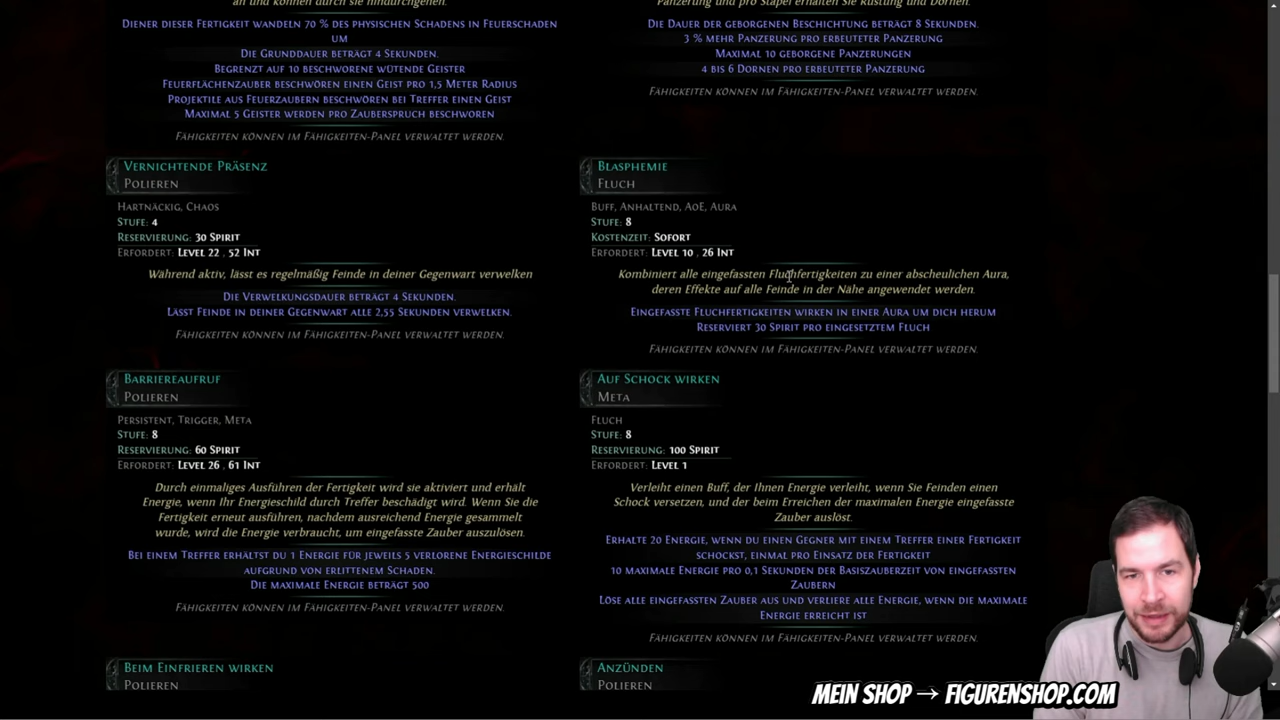 an und können durch sie hindurchgehen.
Diener dieser Fertigkeit wandeln 70 % des physischen Schadens in Feuerschaden
um
Die Grunddauer beträgt 4 Sekunden.
Begrenzt auf 10 beschworene wütende Geister
Feuerflächenzauber beschwören einen Geist pro 1,5 Meter Radius
Projektile aus Feuerzaubern beschwören bei Treffer einen Geist
Maximal 5 Geister werden pro Zauberspruch beschworen
Fähigkeiten können im Fähigkeiten-Panel verwaltet werden.
Panzerung und pro Stapel erhalten Sie Rüstung und Dornen.
Die Dauer der geborgenen Beschichtung beträgt 8 Sekunden.
3 % mehr Panzerung pro erbeuteter Panzerung
Maximal 10 geborgene Panzerungen
4 bis 6 Dornen pro erbeuteter Panzerung
Fähigkeiten können im Fähigkeiten-Panel verwaltet werden.
Vernichtende Präsenz
Polieren
Hartnäckig, Chaos
Stufe: 4
Reservierung: 30 Spirit
Erfordert: Level 22 , 52 Int
Während aktiv, lässt es regelmäßig Feinde in deiner Gegenwart verwelken
Die Verwelkungsdauer beträgt 4 Sekunden.
Lässt Feinde in deiner Gegenwart alle 2,55 Sekunden verwelken.
Fähigkeiten können im Fähigkeiten-Panel verwaltet werden.
Blasphemie
Fluch
Buff, Anhaltend, AoE, Aura
Stufe: 8
Kostenzeit: Sofort
Erfordert: Level 10 , 26 Int
Kombiniert alle eingefassten Fluchfertigkeiten zu einer abscheulichen Aura,
deren Effekte auf alle Feinde in der Nähe angewendet werden.
Eingefasste Fluchfertigkeiten wirken in einer Aura um dich herum
Reserviert 30 Spirit pro eingesetztem Fluch
Fähigkeiten können im Fähigkeiten-Panel verwaltet werden.
Barriereaufruf
Polieren
Persistent, Trigger, Meta
Stufe: 8
Reservierung: 60 Spirit
Erfordert: Level 26 , 61 Int
Durch einmaliges Ausführen der Fertigkeit wird sie aktiviert und erhält
Energie, wenn Ihr Energieschild durch Treffer beschädigt wird. Wenn Sie die
Fertigkeit erneut ausführen, nachdem ausreichend Energie gesammelt
wurde, wird die Energie verbraucht, um eingefasste Zauber auszulösen.
Bei einem Treffer erhältst du 1 Energie für jeweils 5 verlorene Energieschilde
aufgrund von erlittenem Schaden.
Die maximale Energie beträgt 500
Fähigkeiten können im Fähigkeiten-Panel verwaltet werden.
Auf Schock wirken
Meta
Fluch
Stufe: 8
Reservierung: 100 Spirit
Erfordert: Level 1
Verleiht einen Buff, der Ihnen Energie verleiht, wenn Sie Feinden einen
Schock versetzen, und der beim Erreichen der maximalen Energie eingefasste
Zauber auslöst.
Erhalte 20 Energie, wenn du einen Gegner mit einem Treffer einer Fertigkeit
schockst, einmal pro Einsatz der Fertigkeit
10 maximale Energie pro 0,1 Sekunden der Basiszauberzeit von eingefassten
Zaubern
Löse alle eingefassten Zauber aus und verliere alle Energie, wenn die maximale
Energie erreicht ist
Fähigkeiten können im Fähigkeiten-Panel verwaltet werden.
Beim Einfrieren wirken
Polieren
Anzünden
Polieren
MEIN SHOP → FIGURENSHOP.COM